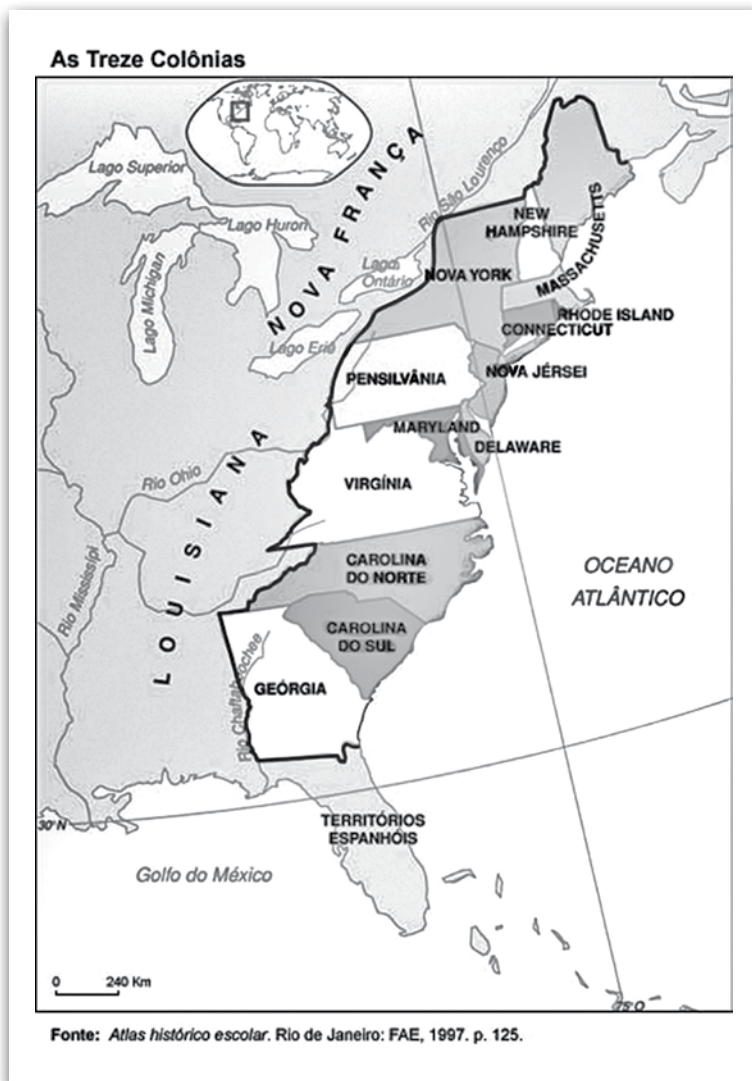 As Treze Colônias
Lago Superior
Lago Huron
Lago Michigan
Lago
Ontário
Lago Erie
NOVA FRANÇA
Rio São Lourenço
NEW
HAMPSHIRE
MASSACHUSETTS
NOVA YORK
RHODE ISLAND
CONNECTICUT
PENSILVÂNIA
NOVA JÉRSEI
MARYLAND
DELAWARE
Rio Ohio
VIRGÍNIA
LOUISIANA
Rio Mississipi
CAROLINA
DO NORTE
OCEANO
ATLÂNTICO
CAROLINA
DO SUL
GEÓRGIA
Rio
30° N
TERRITÓRIOS
ESPANHÓIS
Golfo do México
0 240 Km
75° O
Fonte: Atlas histórico escolar. Rio de Janeiro: FAE, 1997. p. 125.